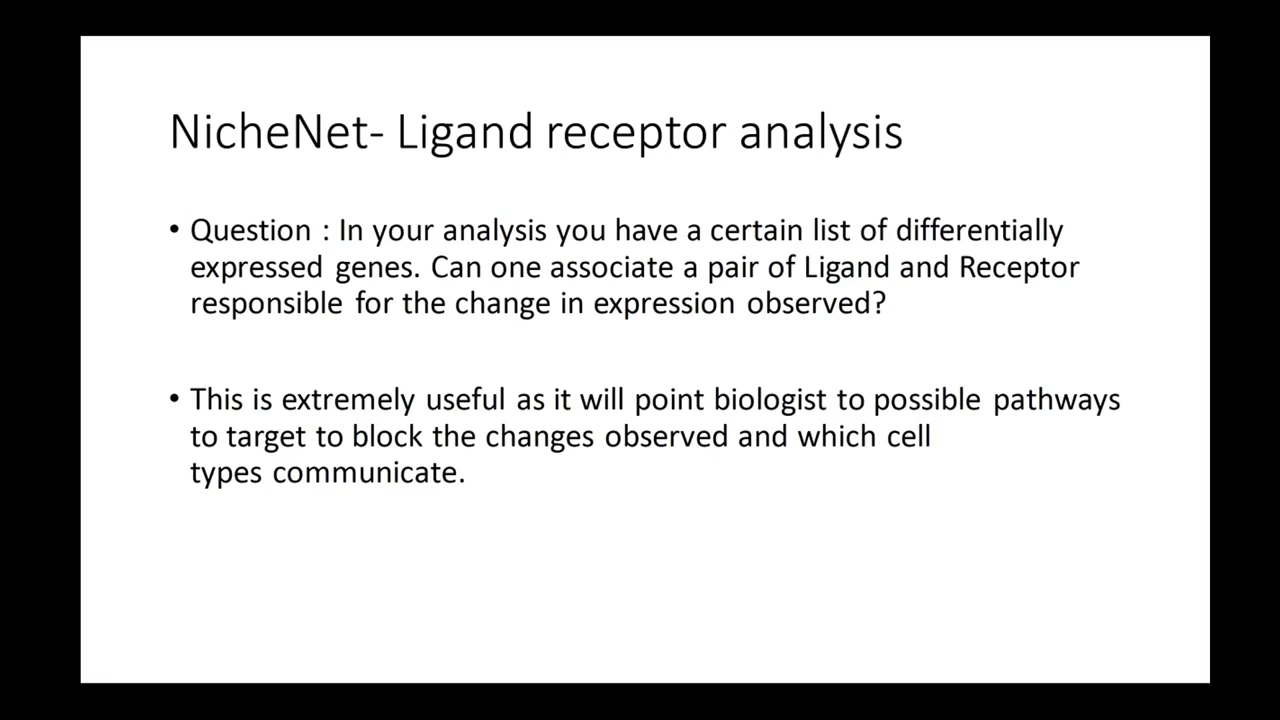 NicheNet- Ligand receptor analysis
• Question : In your analysis you have a certain list of differentially
expressed genes. Can one associate a pair of Ligand and Receptor
responsible for the change in expression observed?
• This is extremely useful as it will point biologist to possible pathways
to target to block the changes observed and which cell
types communicate.